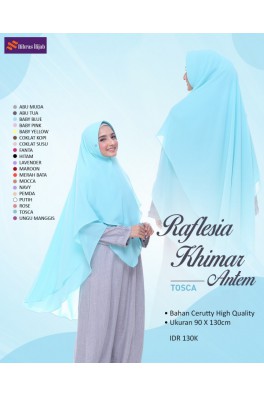 Nibras Hijab
ABU MUDA
ABU TUA
BABY BLUE
BABY PINK
BABY YELLOW
COKLAT KOPI
COKLAT SUSU
FANTA
HITAM
LAVENDER
MAROON
MERAH BATA
MOCCA
NAVY
PEMDA
PUTIH
ROSE
TOSCA
UNGU MANGGIS
Raflesia
Khimar
Antem
TOSCA
• Bahan Cerutty High Quality
• Ukuran 90 X 130cm
IDR 130K